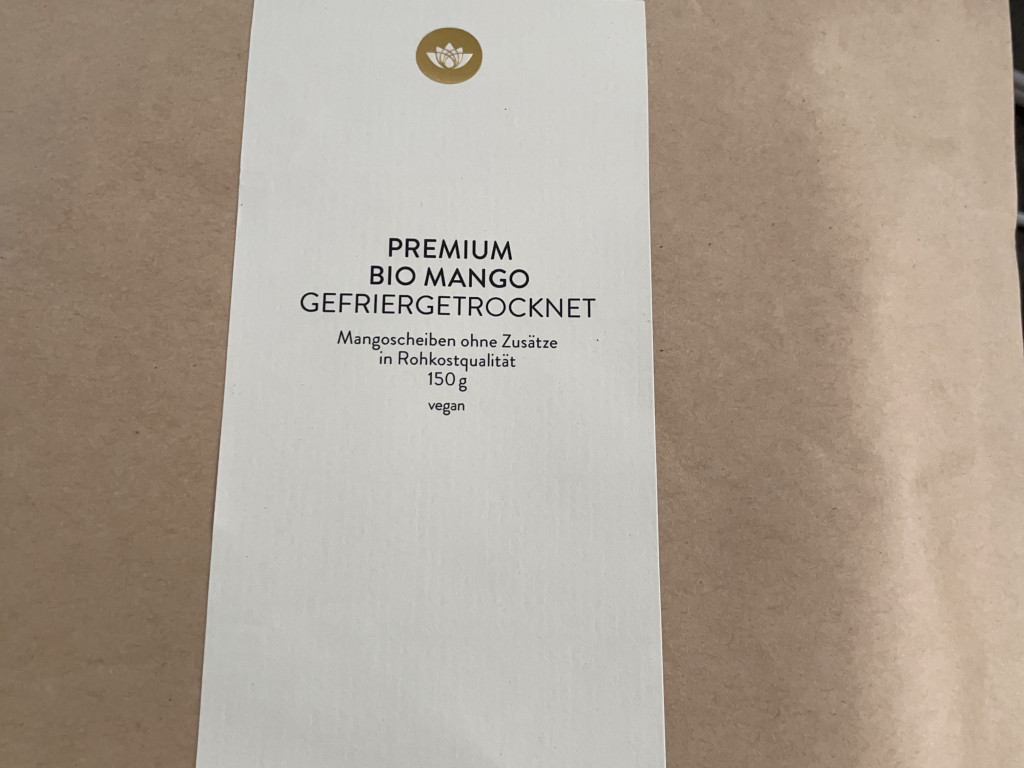 PREMIUM
BIO MANGO
GEFRIERGETROCKNET
Mangoscheiben ohne Zusätze
in Rohkostqualität
150 g
vegan